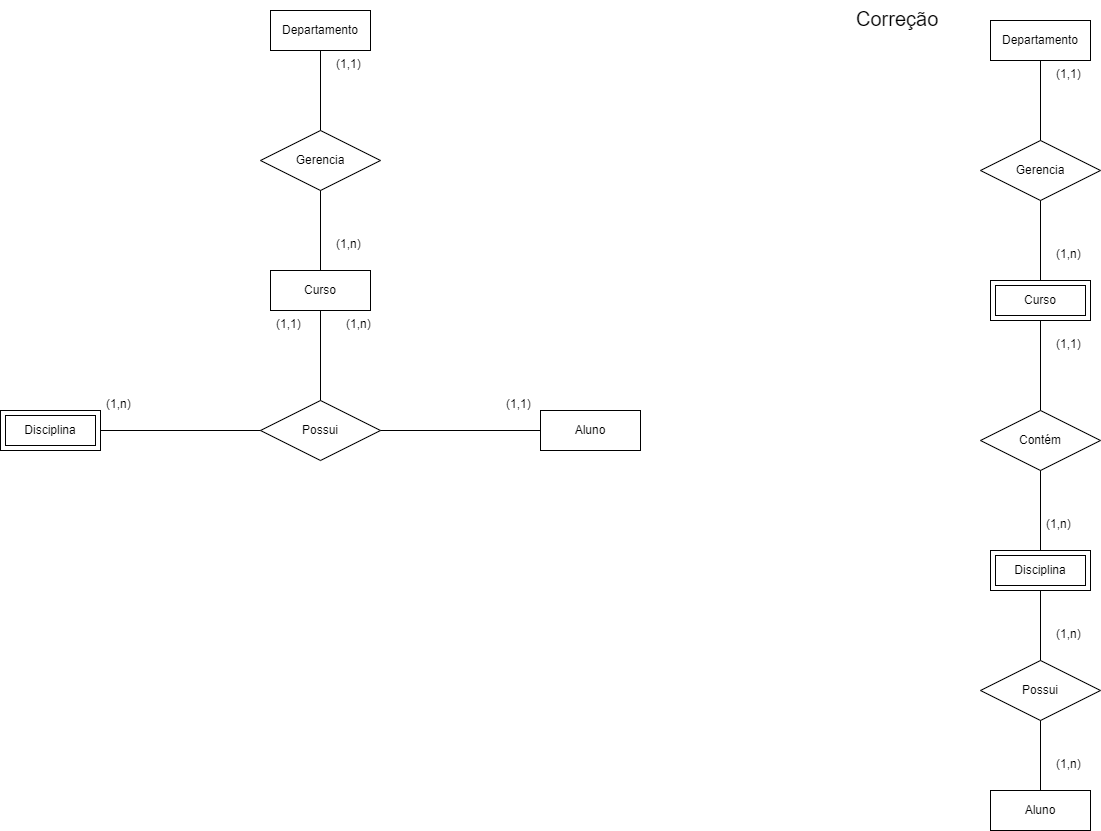 Departamento
(1,1)
Gerencia
(1,n)
Curso
(1,1) (1,n)
Disciplina
(1,n)
Possui
(1,1)
Aluno
Correção
Departamento
(1,1)
Gerencia
(1,n)
Curso
(1,1)
Contém
(1,n)
Disciplina
(1,n)
Possui
(1,n)
Aluno